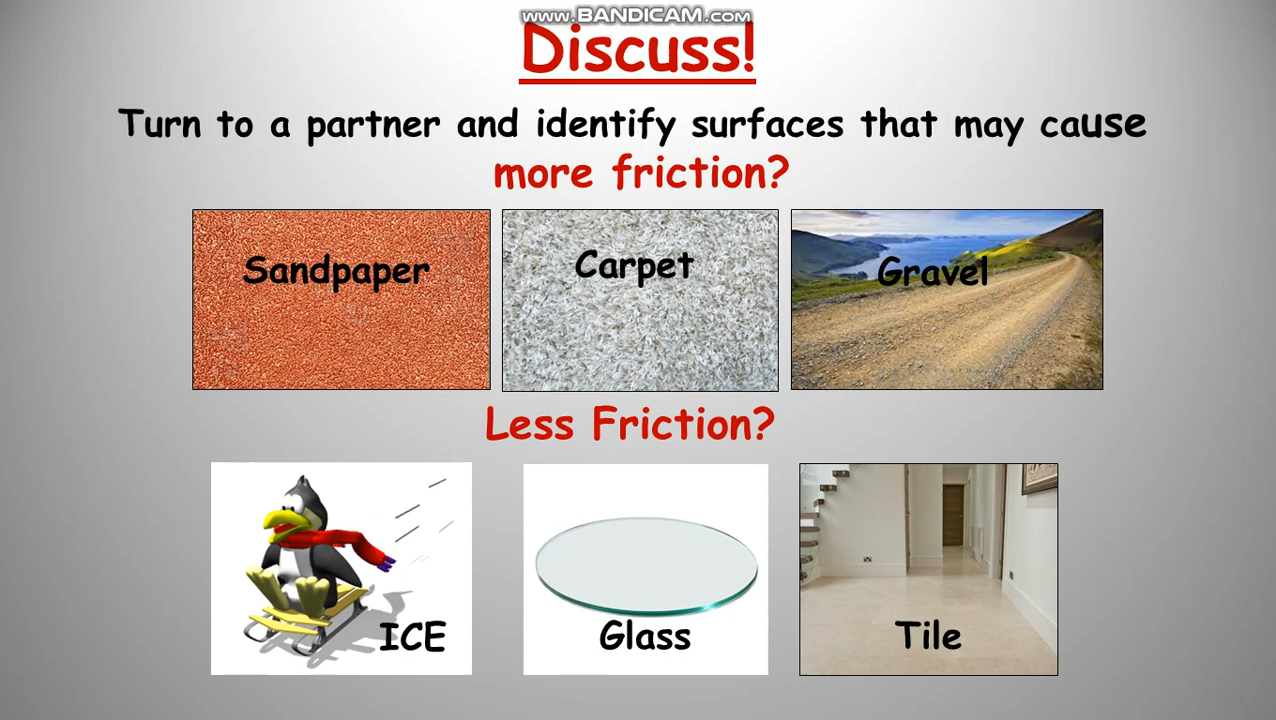 www.BANDICAM.com
Discuss!
Turn to a partner and identify surfaces that may cause
more friction?
Sandpaper
Carpet
Gravel
Less Friction?
ICE
Glass
Tile